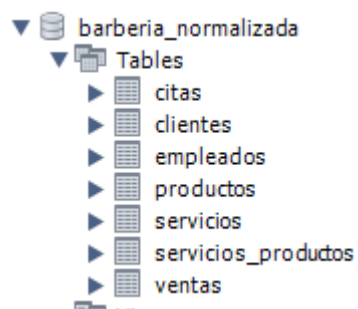 barberia_normalizada
Tables
citas
clientes
empleados
productos
servicios
servicios_productos
ventas